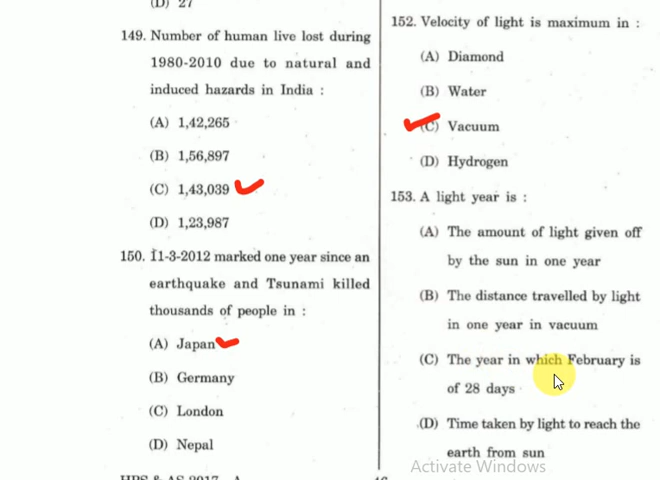 (D) 27
149. Number of human live lost during
1980-2010 due to natural and
induced hazards in India :
(A) 1,42,265
(B) 1,56,897
(C) 1,43,039
(D) 1,23,987
150. 11-3-2012 marked one year since an
earthquake and Tsunami killed
thousands of people in :
(A) Japan
(B) Germany
(C) London
(D) Nepal
152. Velocity of light is maximum in :
(A) Diamond
(B) Water
(C) Vacuum
(D) Hydrogen
153. A light year is :
(A) The amount of light given off
by the sun in one year
(B) The distance travelled by light
in one year in vacuum
(C) The year in which February is
of 28 days
(D) Time taken by light to reach the
earth from sun
Activate Windows